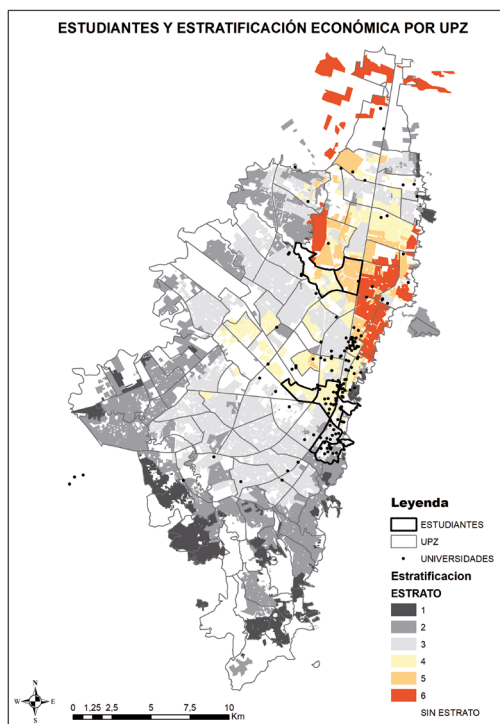 ESTUDIANTES Y ESTRATIFICACIÓN ECONÓMICA POR UPZ
Leyenda
ESTUDIANTES
UPZ
UNIVERSIDADES
Estratificacion
ESTRATO
1
2
3
4
5
6
SIN ESTRATO
N
W E
S
0 1,25 2,5 5 7,5 10
Km